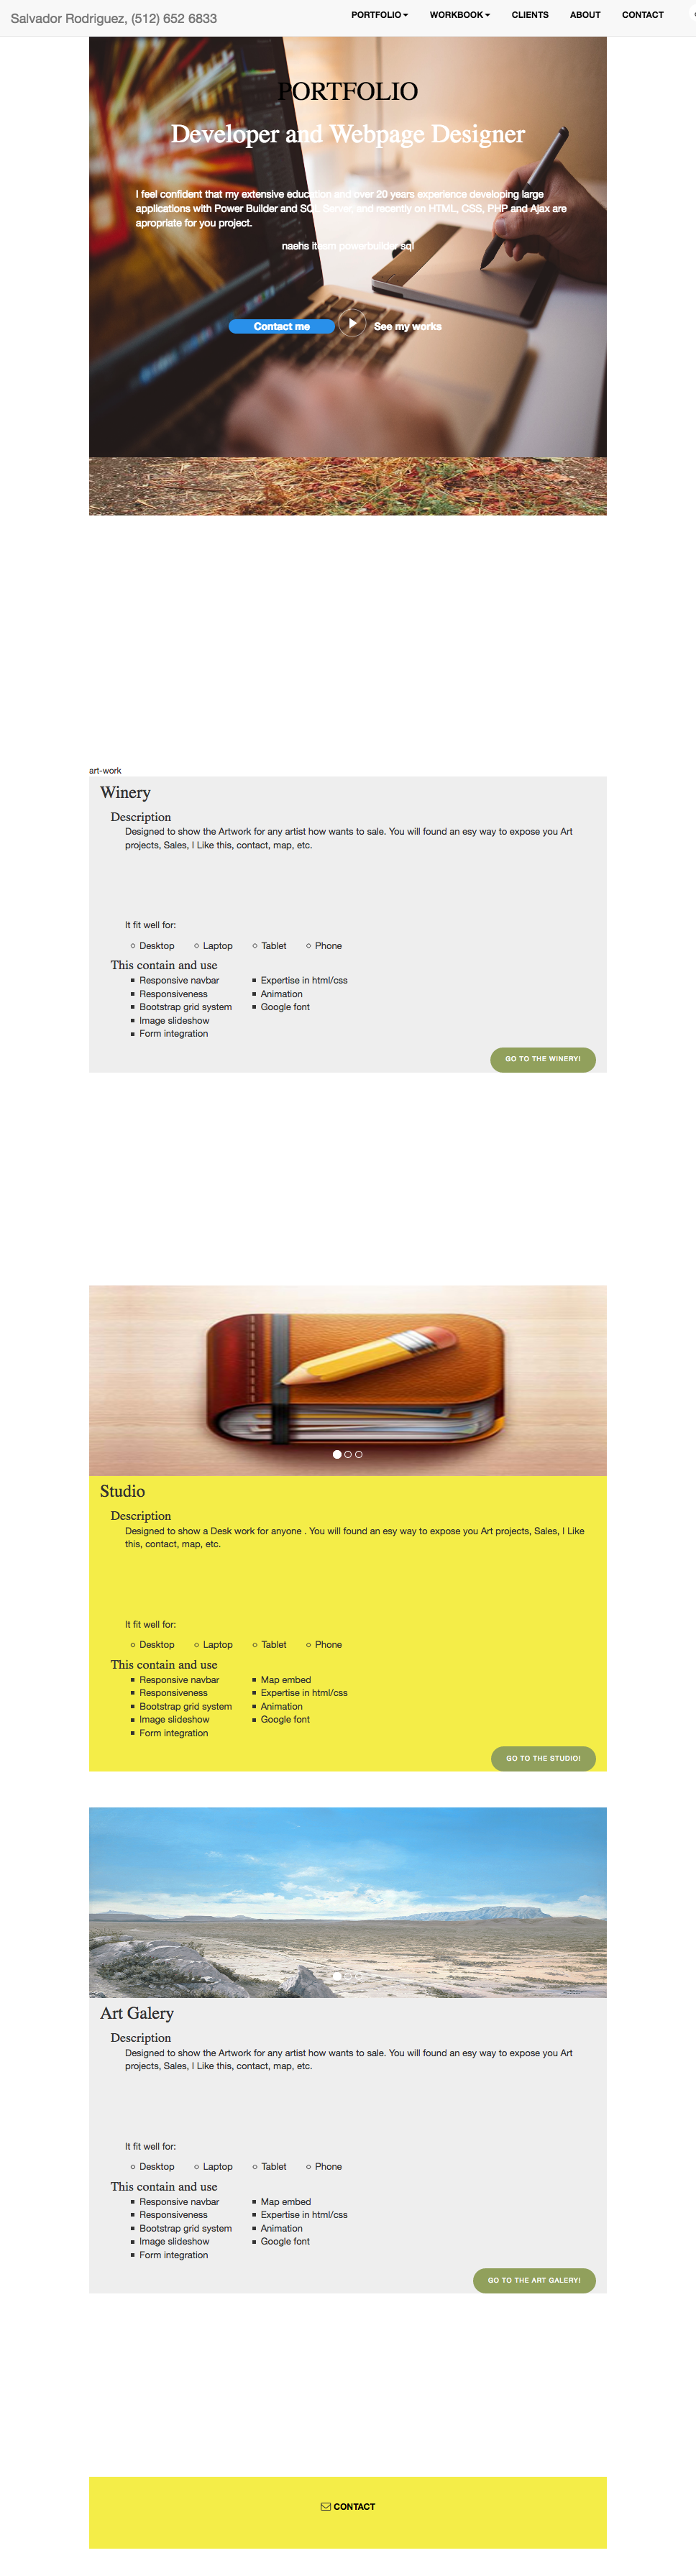 Salvador Rodriguez, (512) 652 6833
PORTFOLIO WORKBOOK CLIENTS ABOUT CONTACT
PORTFOLIO
Developer and Webpage Designer
I feel confident that my extensive education and over 20 years experience developing large
applications with Power Builder and SQL Server, and recently on HTML, CSS, PHP and Ajax are
apropriate for you project.
naehs iteam powerbuilder sql
Contact me
See my works
art-work
Winery
Description
Designed to show the Artwork for any artist how wants to sale. You will found an esy way to expose you Art
projects, Sales, I Like this, contact, map, etc.
It fit well for:
Desktop Laptop Tablet Phone
This contain and use
Responsive navbar Expertise in html/css
Responsiveness Animation
Bootstrap grid system Google font
Image slideshow
Form integration
GO TO THE WINERY!
Studio
Description
Designed to show a Desk work for anyone . You will found an esy way to expose you Art projects, Sales, I Like
this, contact, map, etc.
It fit well for:
Desktop Laptop Tablet Phone
This contain and use
Responsive navbar Map embed
Responsiveness Expertise in html/css
Bootstrap grid system Animation
Image slideshow Google font
Form integration
GO TO THE STUDIO!
Art Galery
Description
Designed to show the Artwork for any artist how wants to sale. You will found an esy way to expose you Art
projects, Sales, I Like this, contact, map, etc.
It fit well for:
Desktop Laptop Tablet Phone
This contain and use
Responsive navbar Map embed
Responsiveness Expertise in html/css
Bootstrap grid system Animation
Image slideshow Google font
Form integration
GO TO THE ART GALERY!
CONTACT